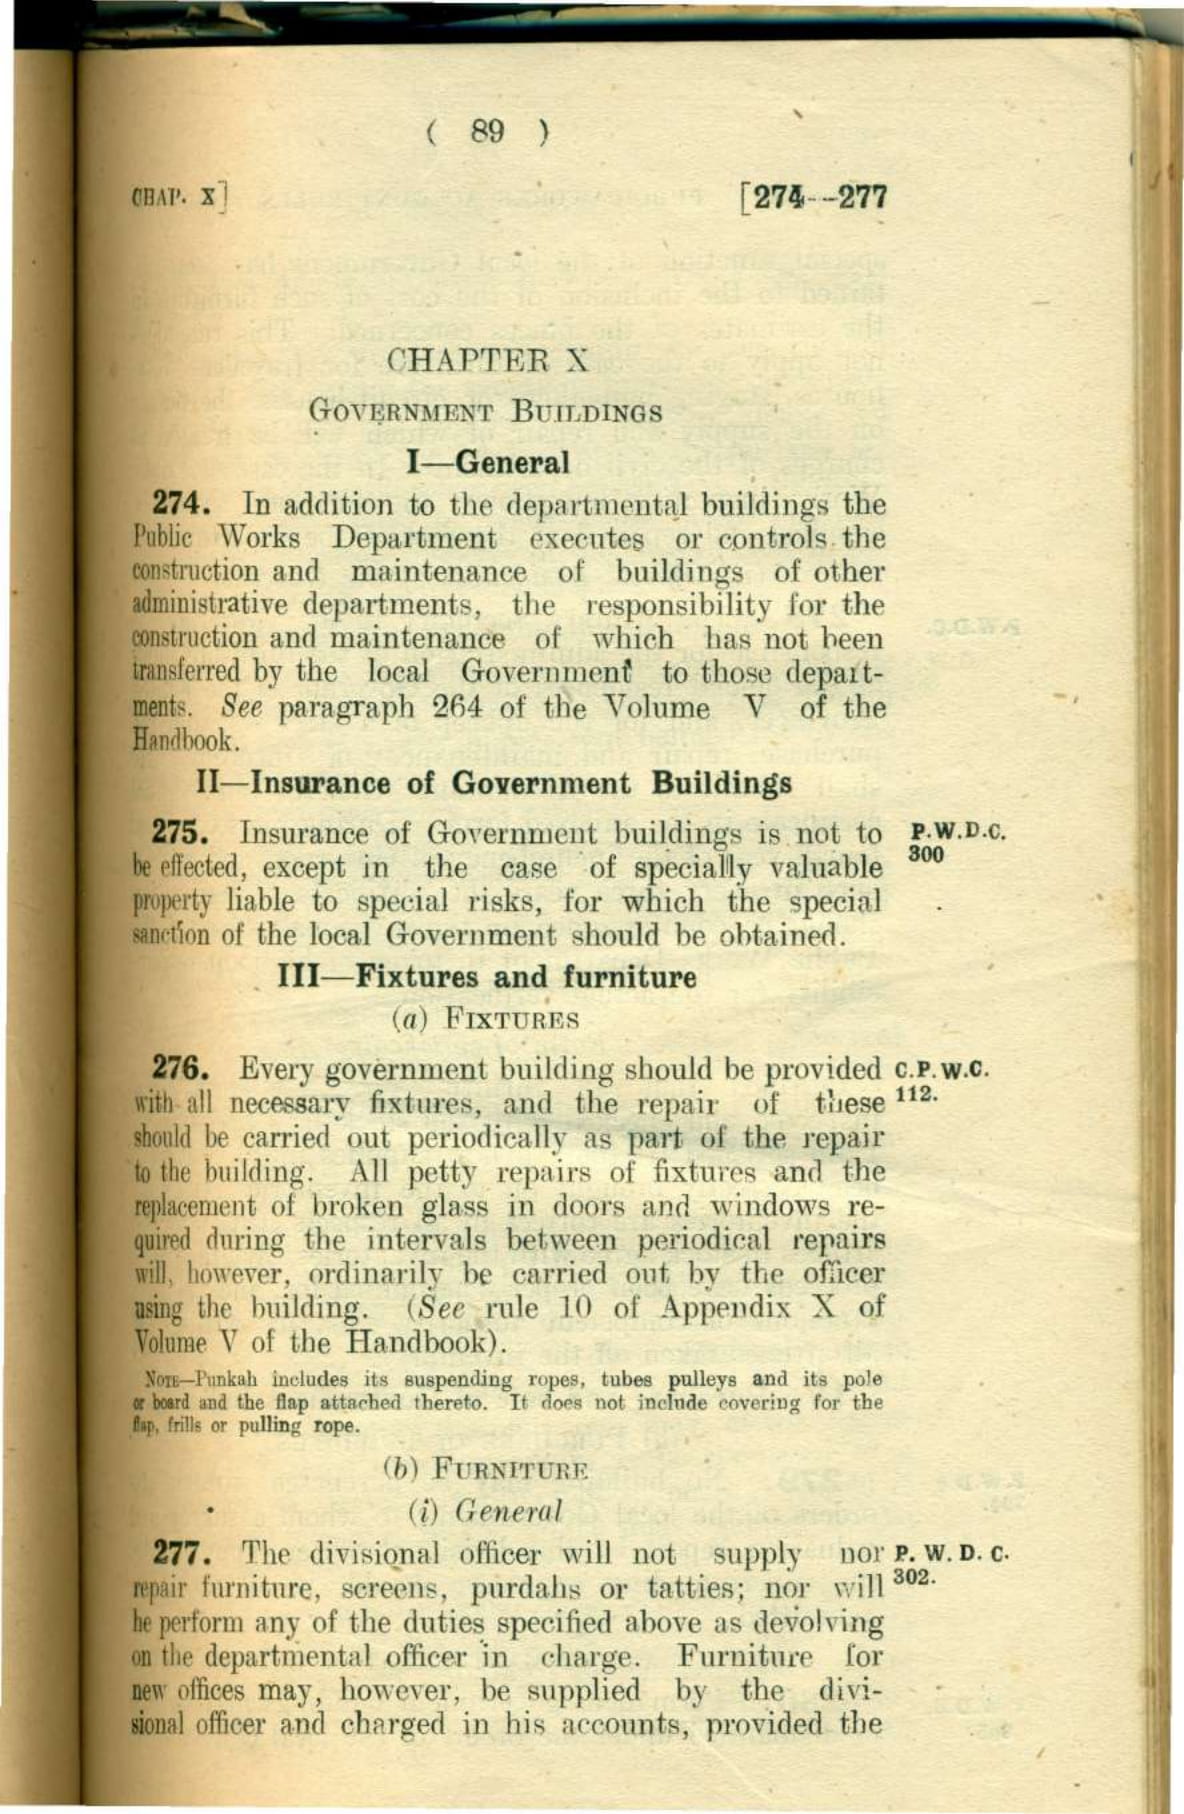 ( 89 )
CHAP. X] [274--277
CHAPTER X
GOVERNMENT BUILDINGS
I—General
274. In addition to the departmental buildings the
Public Works Department executes or controls the
construction and maintenance of buildings of other
administrative departments, the responsibility for the
construction and maintenance of which has not been
transferred by the local Government to those depart-
ments. See paragraph 264 of the Volume V of the
Handbook.
II—Insurance of Government Buildings
275. Insurance of Government buildings is not to P.W.D.C.
be effected, except in the case of specially valuable 300
property liable to special risks, for which the special
sanction of the local Government should be obtained.
III—Fixtures and furniture
(a) FIXTURES
276. Every government building should be provided C.P.W.C.
with all necessary fixtures, and the repair of these 112.
should be carried out periodically as part of the repair
to the building. All petty repairs of fixtures and the
replacement of broken glass in doors and windows re-
quired during the intervals between periodical repairs
will, however, ordinarily be carried out by the officer
using the building. (See rule 10 of Appendix X of
Volume V of the Handbook).
NOTE—Punkah includes its suspending ropes, tubes pulleys and its pole
or board and the flap attached thereto. It does not include covering for the
flap, frills or pulling rope.
(b) FURNITURE
(i) General
277. The divisional officer will not supply nor P. W. D. C.
repair furniture, screens, purdahs or tatties; nor will 302.
he perform any of the duties specified above as devolving
on the departmental officer in charge. Furniture for
new offices may, however, be supplied by the divi-
sional officer and charged in his accounts, provided the